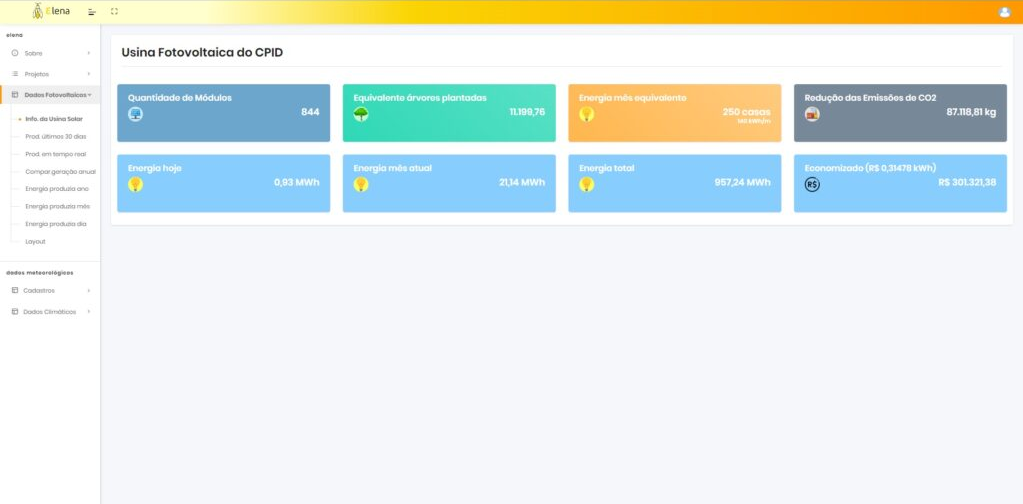 Elena
elena
Sobre
Projetos
Dados Fotovoltaicos
Info. da Usina Solar
Prod. últimos 30 dias
Prod. em tempo real
Compar.geração anual
Energia produzia ano
Energia produzia mês
Energia produzia dia
Layout
dados meteorológicos
Cadastros
Dados Climáticos
Usina Fotovoltaica do CPID
Quantidade de Módulos
844
Equivalente árvores plantadas
11.199,76
Energia mês equivalente
250 casas
Redução das Emissões de CO2
87.118,81 kg
Energia hoje
0,93 MWh
Energia mês atual
21,14 MWh
Energia total
957,24 MWh
Economizado (R$ 0,31478 kWh)
R$
R$ 301.321,38